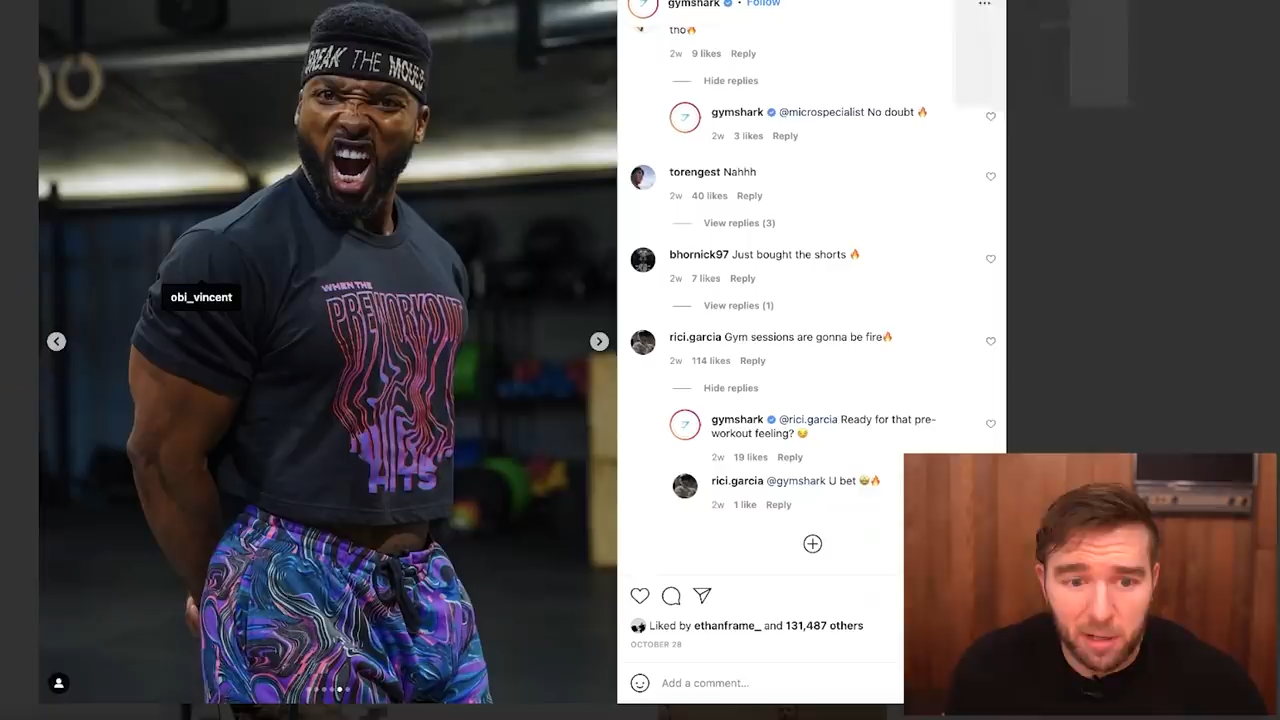 BREAK THE MOULD
WHEN THE
PREWORKOUT
HITS
obi_vincent
gymshark • Follow
tho🔥
2w 9 likes Reply
Hide replies
gymshark @microspecialist No doubt 🔥
2w 3 likes Reply
torengest Nahhh
2w 40 likes Reply
View replies (3)
bhornick97 Just bought the shorts 🔥
2w 7 likes Reply
View replies (1)
rici.garcia Gym sessions are gonna be fire🔥
2w 114 likes Reply
Hide replies
gymshark @rici.garcia Ready for that pre-
workout feeling? 😂
2w 19 likes Reply
rici.garcia @gymshark U bet 🤩🔥
2w 1 like Reply
Liked by ethanframe_ and 131,487 others
OCTOBER 28
Add a comment...